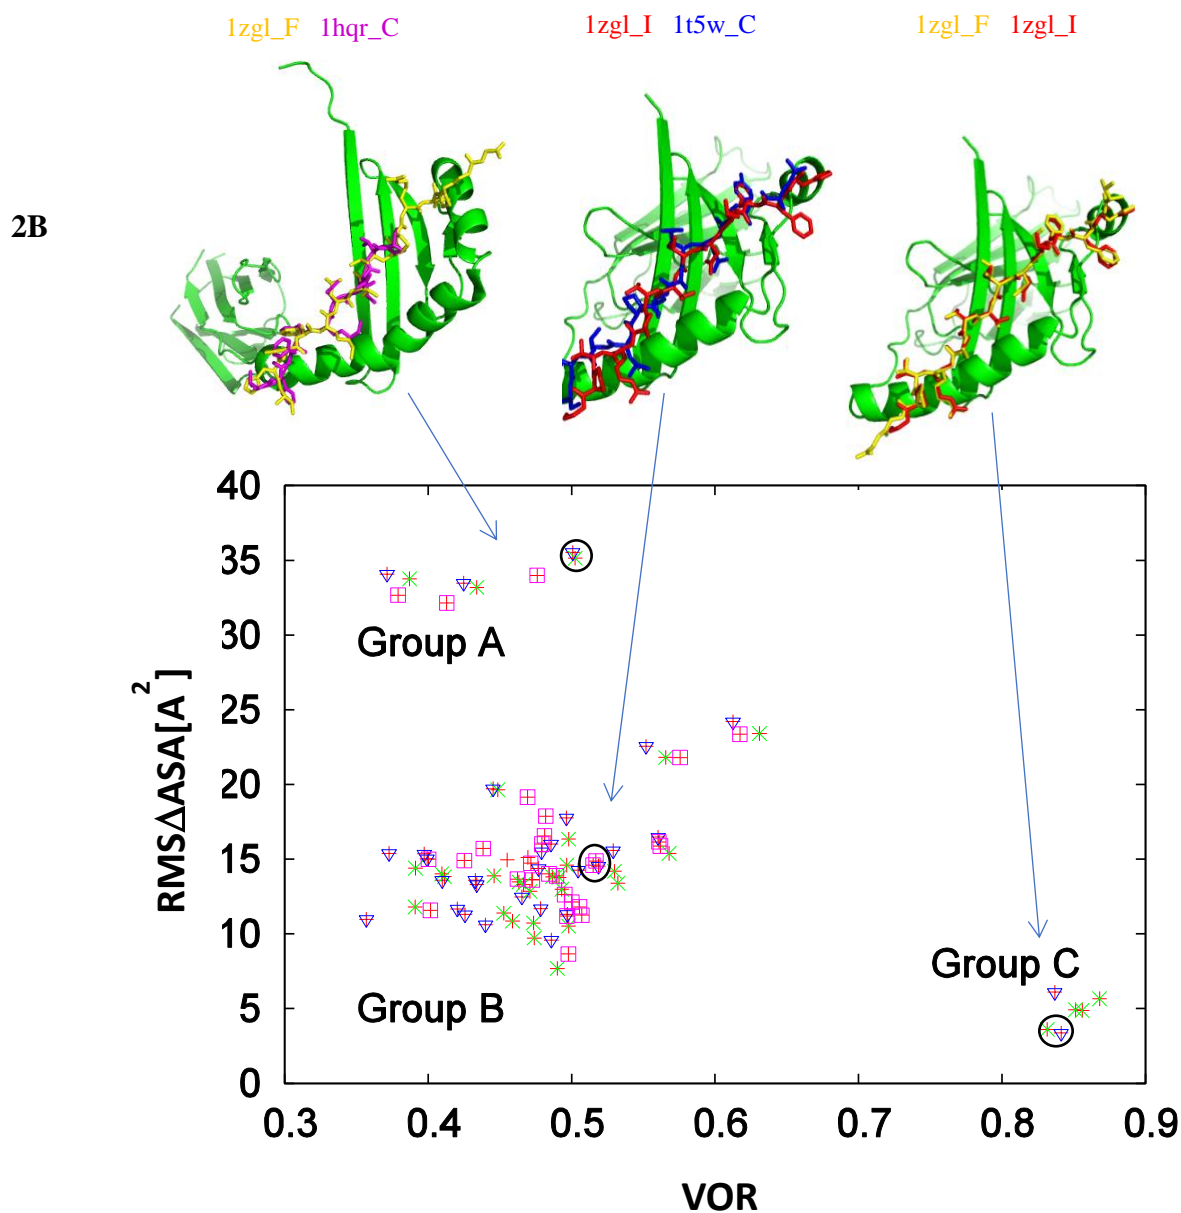 1zgl_F 1hqr_C 1zgl_I 1t5w_C 1zgl_F 1zgl_I
2B
40
35
30
25
20
15
10
5
0
RMSΔASA[A²]
Group A
Group B
Group C
0.3 0.4 0.5 0.6 0.7 0.8 0.9
VOR